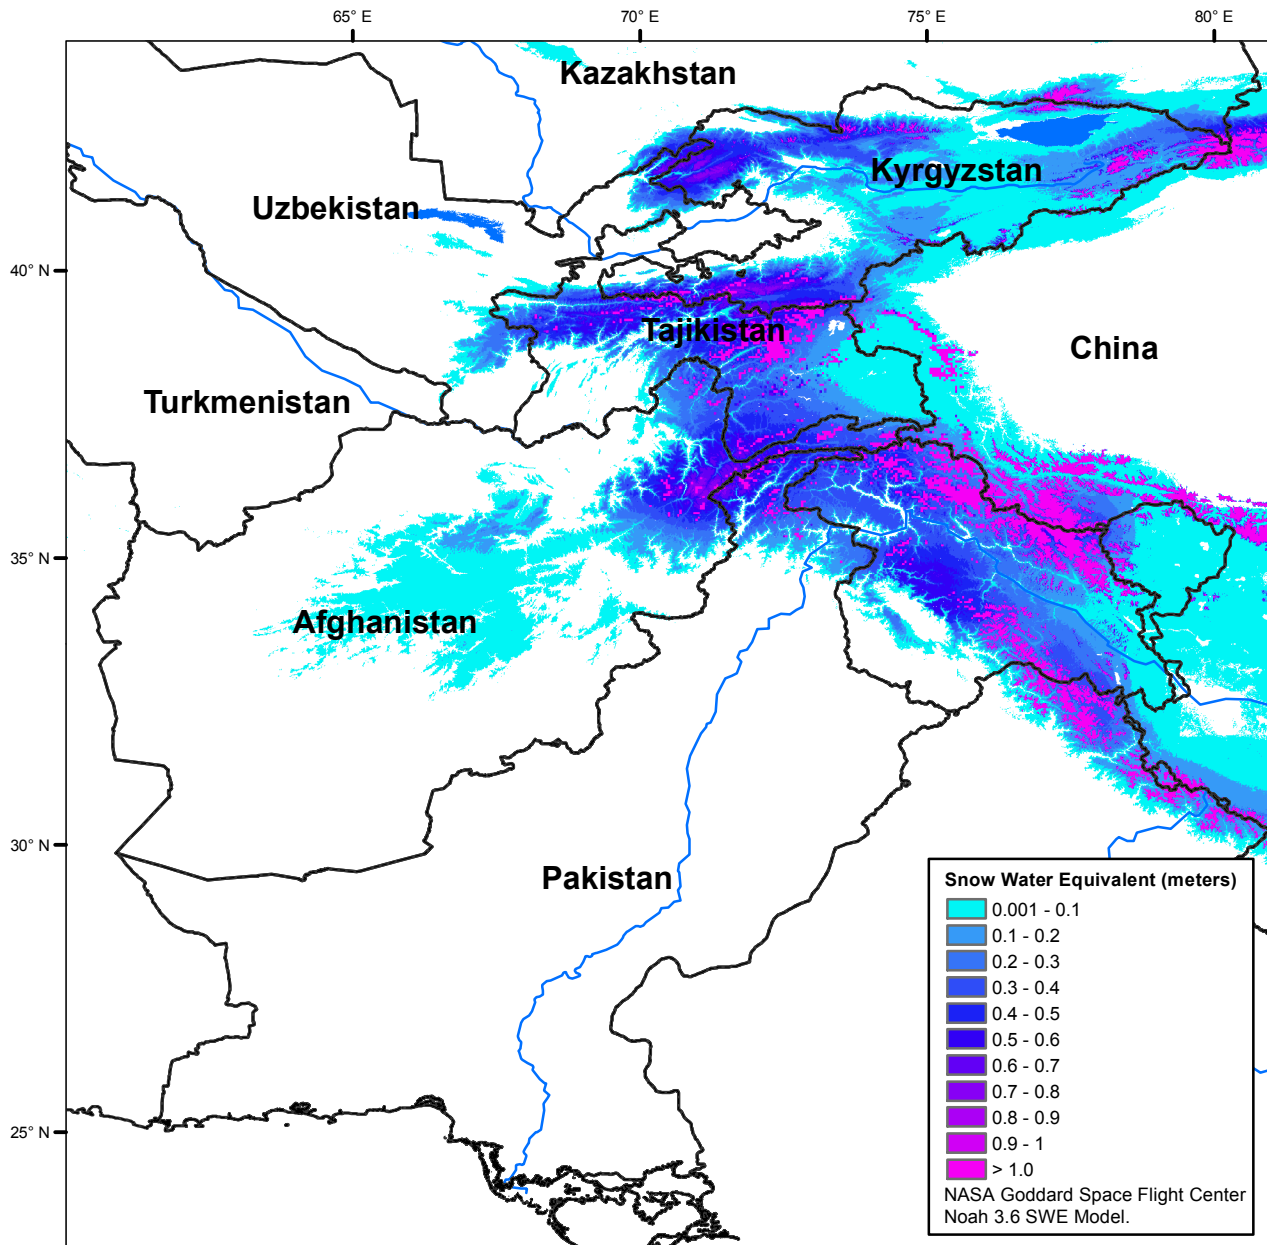 65° E
70° E
75° E
80° E
Kazakhstan
Kyrgyzstan
Uzbekistan
40° N
Tajikistan
China
Turkmenistan
35° N
Afghanistan
30° N
Pakistan
Snow Water Equivalent (meters)
0.001 - 0.1
0.1 - 0.2
0.2 - 0.3
0.3 - 0.4
0.4 - 0.5
0.5 - 0.6
0.6 - 0.7
0.7 - 0.8
0.8 - 0.9
0.9 - 1
> 1.0
NASA Goddard Space Flight Center
Noah 3.6 SWE Model.
25° N